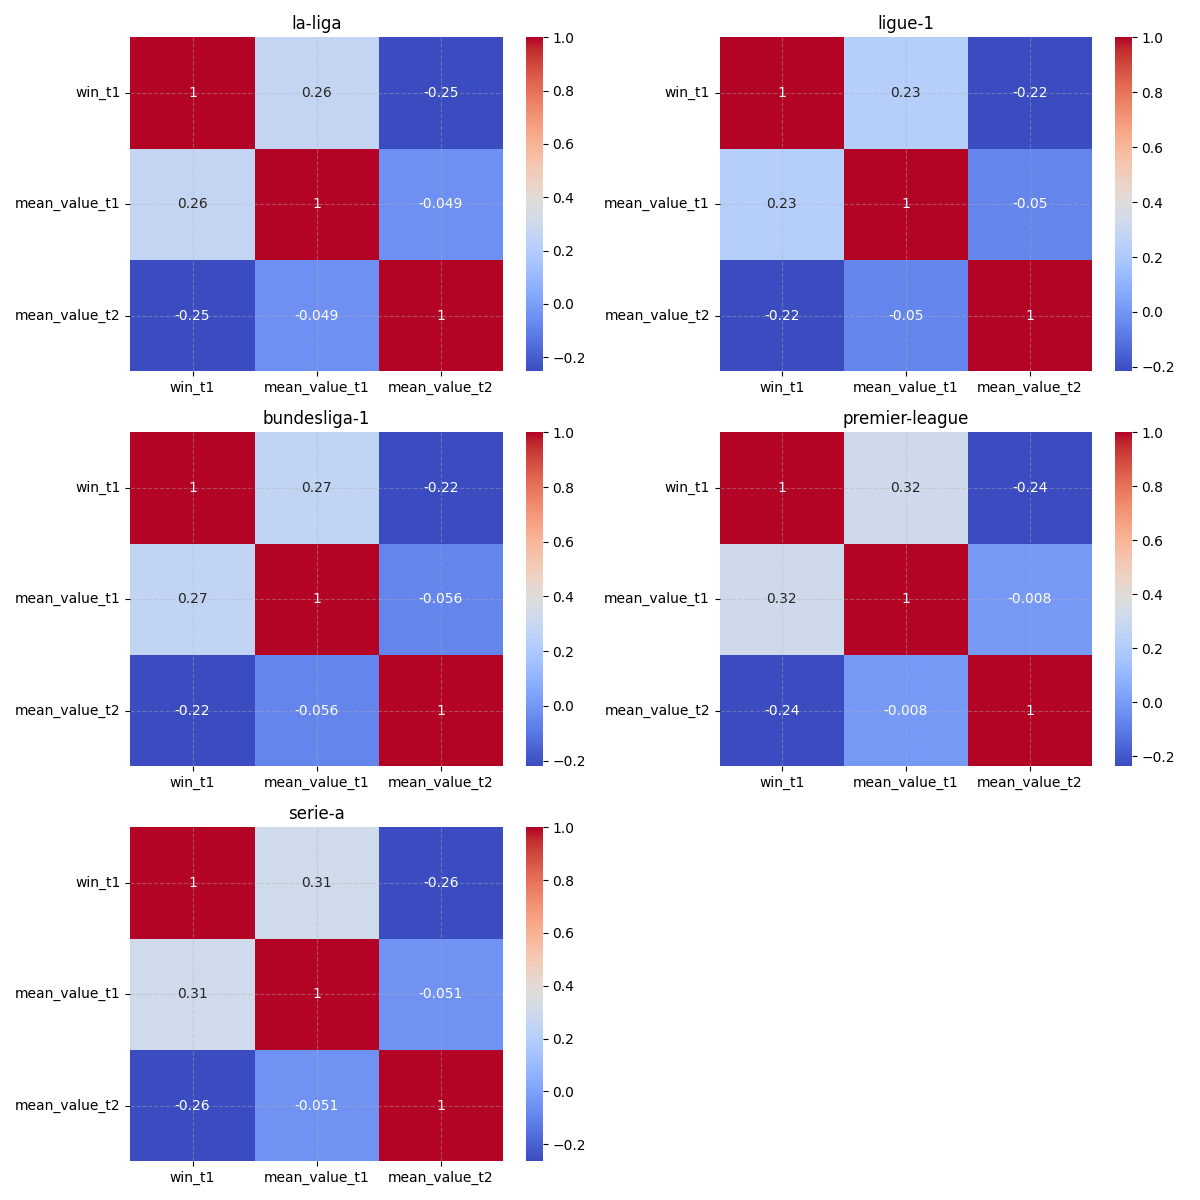 la-liga
win_t1 1 0.26 -0.25
mean_value_t1 0.26 1 -0.049
mean_value_t2 -0.25 -0.049 1
win_t1 mean_value_t1 mean_value_t2
1.0
0.8
0.6
0.4
0.2
0.0
−0.2
ligue-1
win_t1 1 0.23 -0.22
mean_value_t1 0.23 1 -0.05
mean_value_t2 -0.22 -0.05 1
win_t1 mean_value_t1 mean_value_t2
1.0
0.8
0.6
0.4
0.2
0.0
−0.2
bundesliga-1
win_t1 1 0.27 -0.22
mean_value_t1 0.27 1 -0.056
mean_value_t2 -0.22 -0.056 1
win_t1 mean_value_t1 mean_value_t2
1.0
0.8
0.6
0.4
0.2
0.0
−0.2
premier-league
win_t1 1 0.32 -0.24
mean_value_t1 0.32 1 -0.008
mean_value_t2 -0.24 -0.008 1
win_t1 mean_value_t1 mean_value_t2
1.0
0.8
0.6
0.4
0.2
0.0
−0.2
serie-a
win_t1 1 0.31 -0.26
mean_value_t1 0.31 1 -0.051
mean_value_t2 -0.26 -0.051 1
win_t1 mean_value_t1 mean_value_t2
1.0
0.8
0.6
0.4
0.2
0.0
−0.2